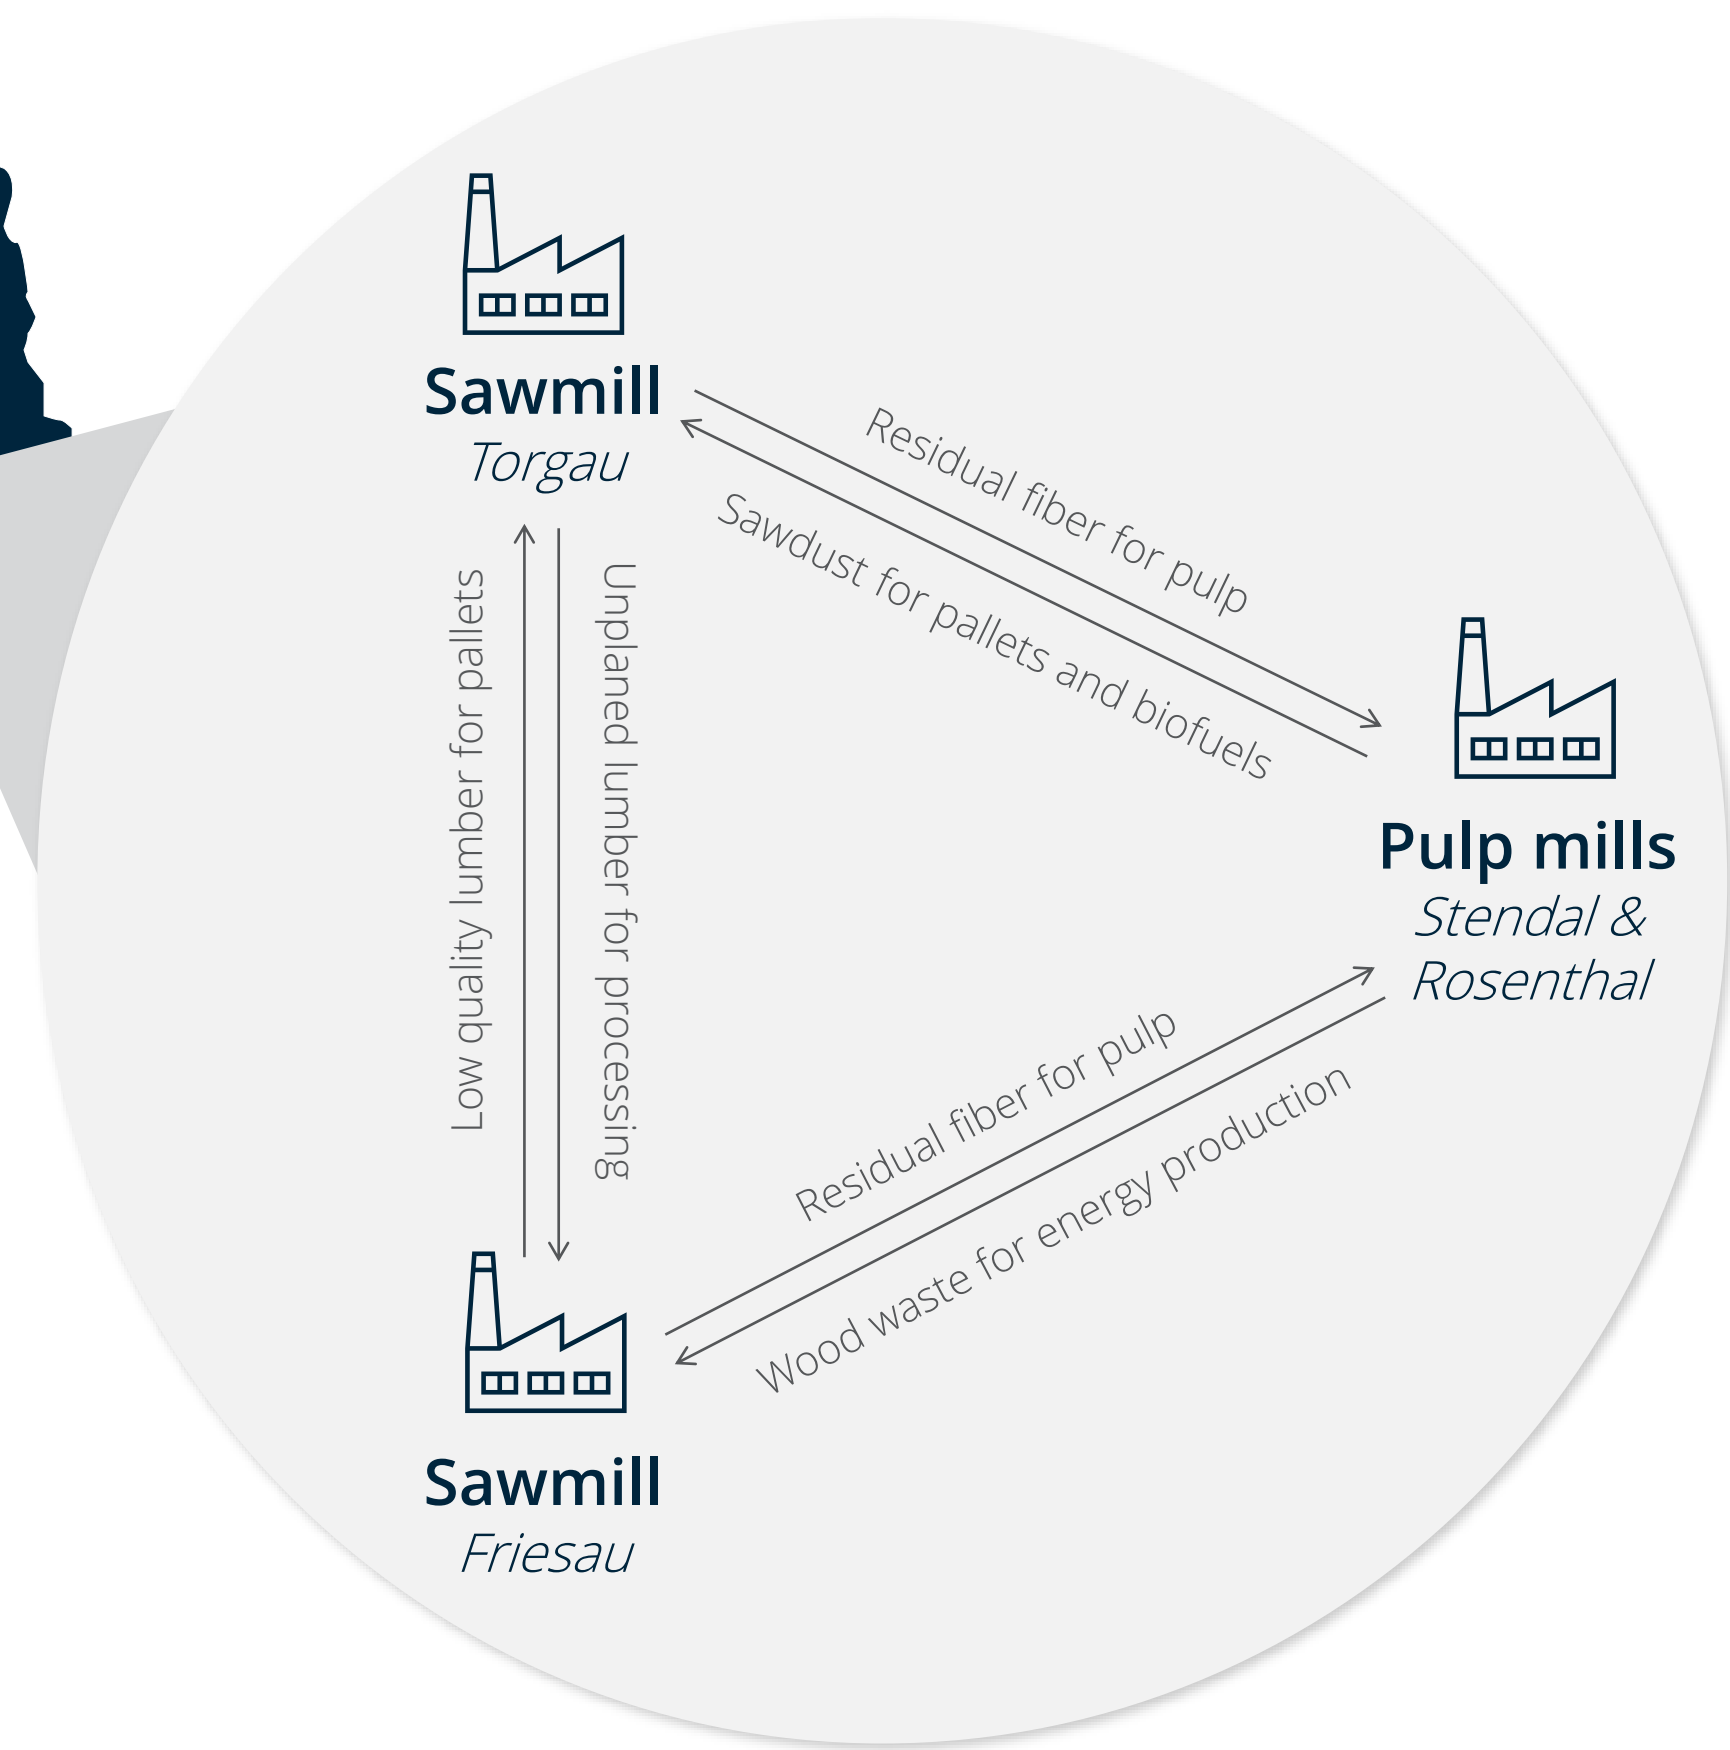 Sawmill
Torgau
Residual fiber for pulp
Sawdust for pallets and biofuels
Low quality lumber for pallets
Unplaned lumber for processing
Pulp mills
Stendal &
Rosenthal
Residual fiber for pulp
Wood waste for energy production
Sawmill
Friesau